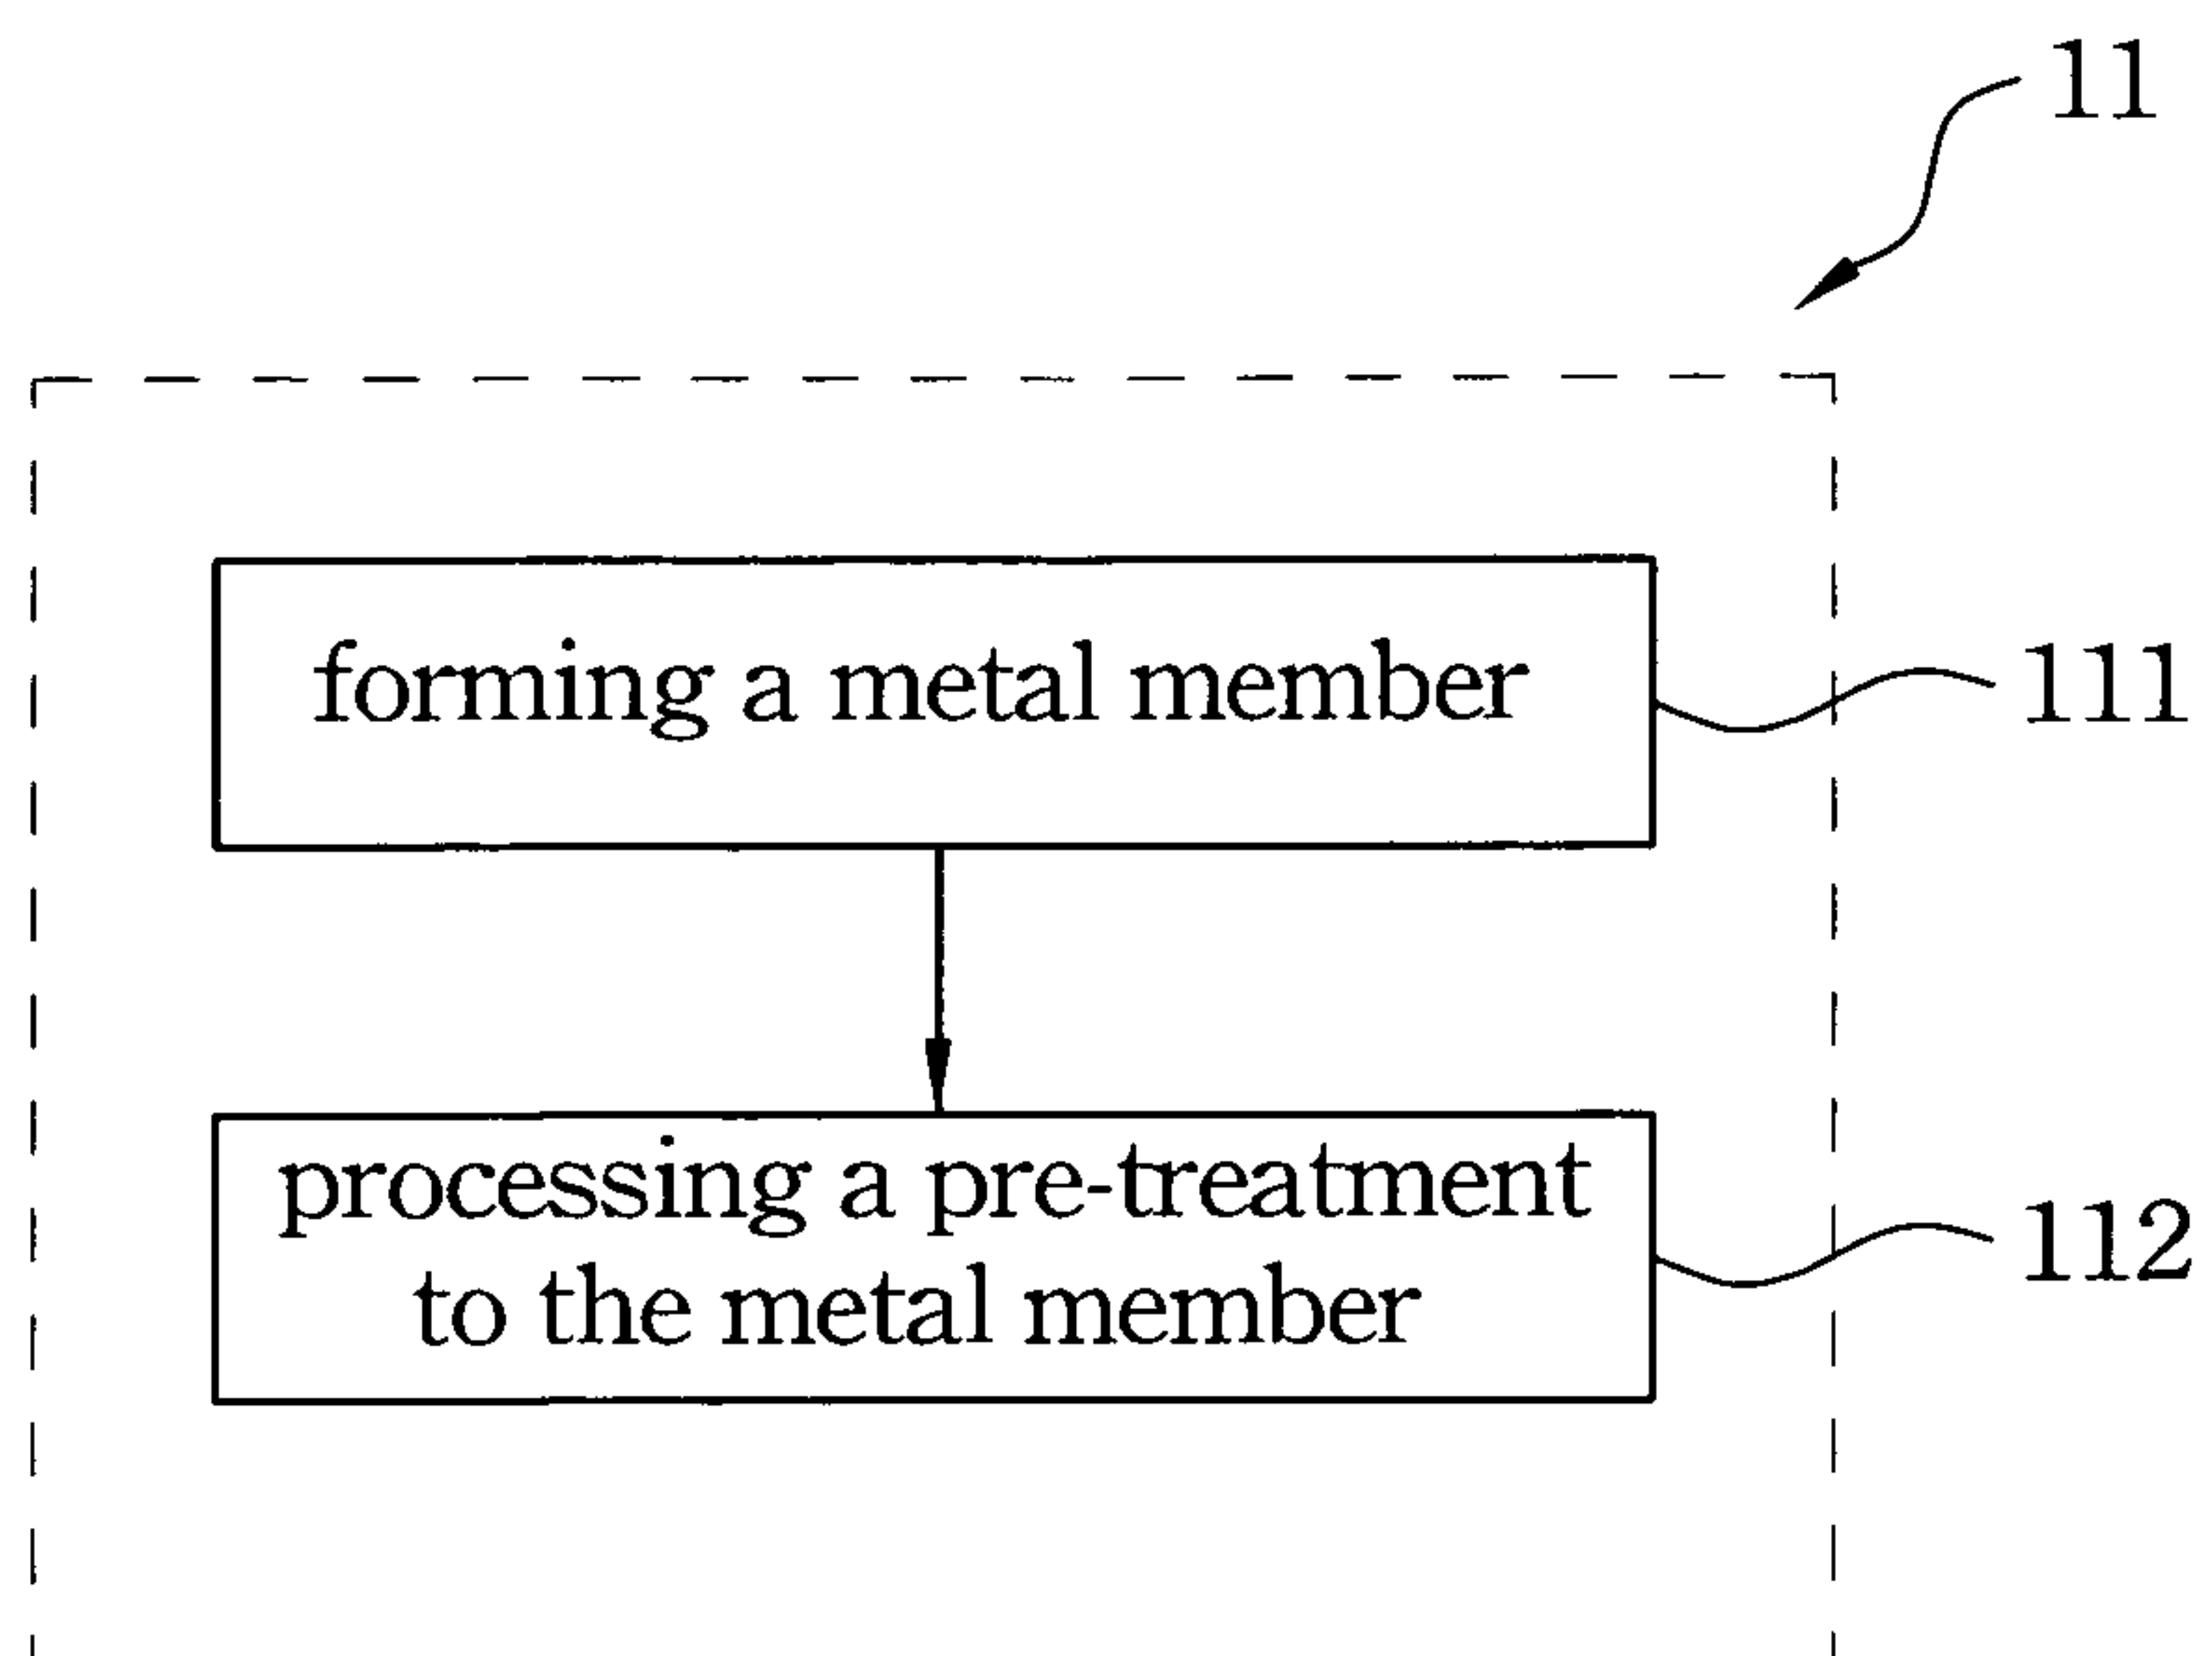 11
forming a metal member
111
processing a pre-treatment
to the metal member
112